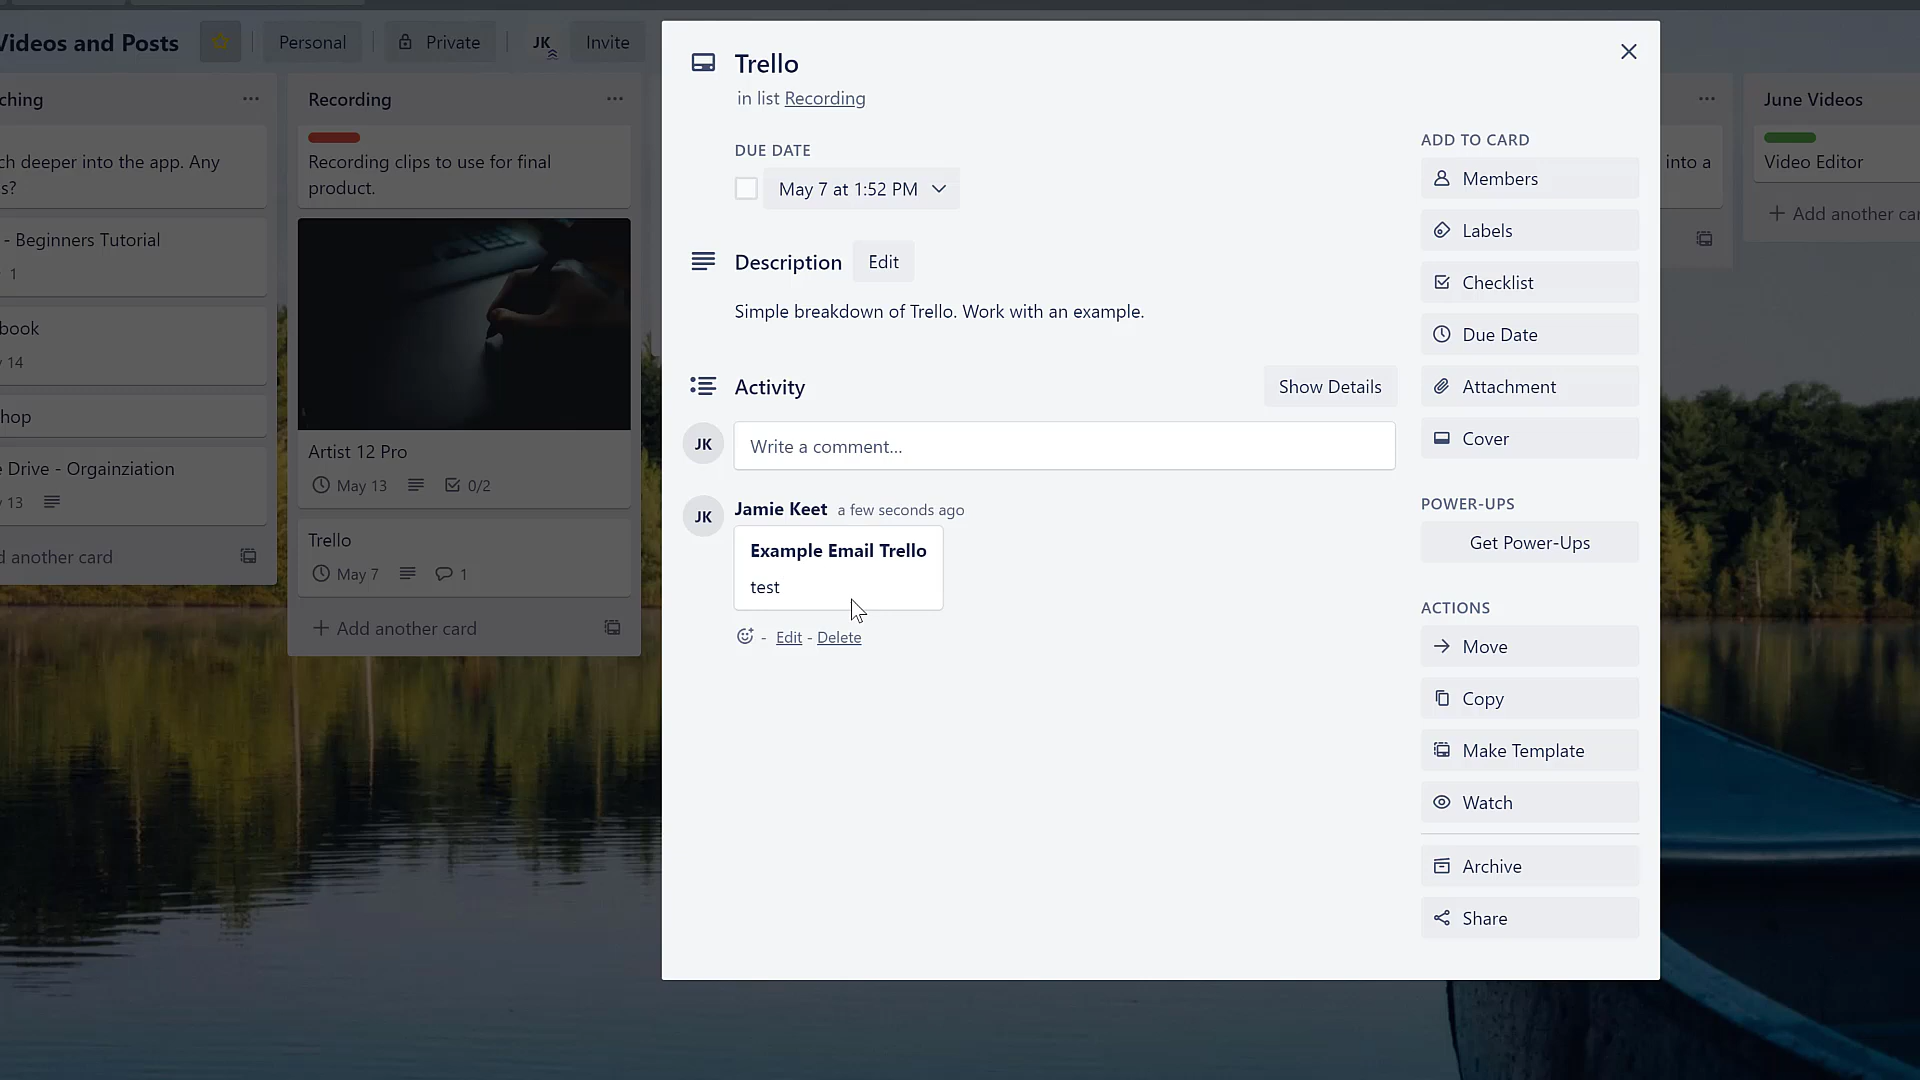 Videos and Posts
Personal
Private
JK
Invite
ching
ch deeper into the app. Any
s?
- Beginners Tutorial
1
book
14
hop
e Drive - Orgainziation
13
d another card
Recording
Recording clips to use for final
product.
Artist 12 Pro
May 13
0/2
Trello
May 7
1
Add another card
Trello
in list Recording
DUE DATE
May 7 at 1:52 PM
Description
Edit
Simple breakdown of Trello. Work with an example.
Activity
Show Details
JK
Write a comment...
JK
Jamie Keet a few seconds ago
Example Email Trello
test
- Edit - Delete
ADD TO CARD
Members
Labels
Checklist
Due Date
Attachment
Cover
POWER-UPS
Get Power-Ups
ACTIONS
Move
Copy
Make Template
Watch
Archive
Share
into a
June Videos
Video Editor
Add another car